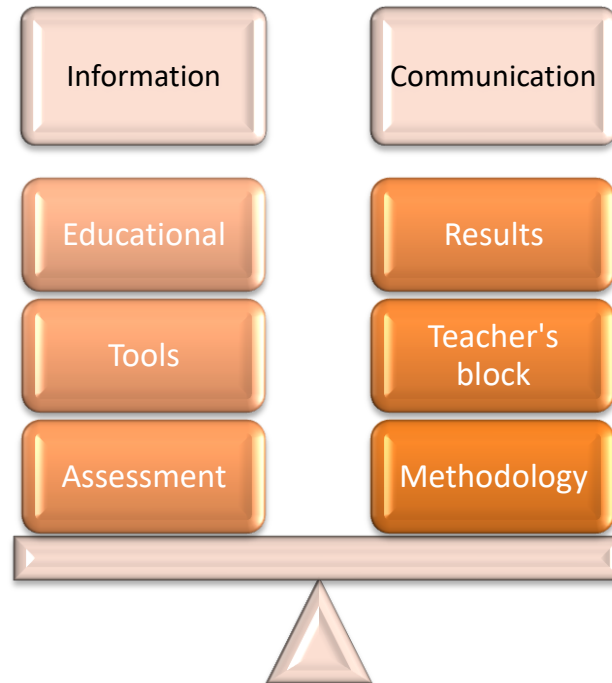 Information
Communication
Educational
Results
Tools
Teacher's
block
Assessment
Methodology